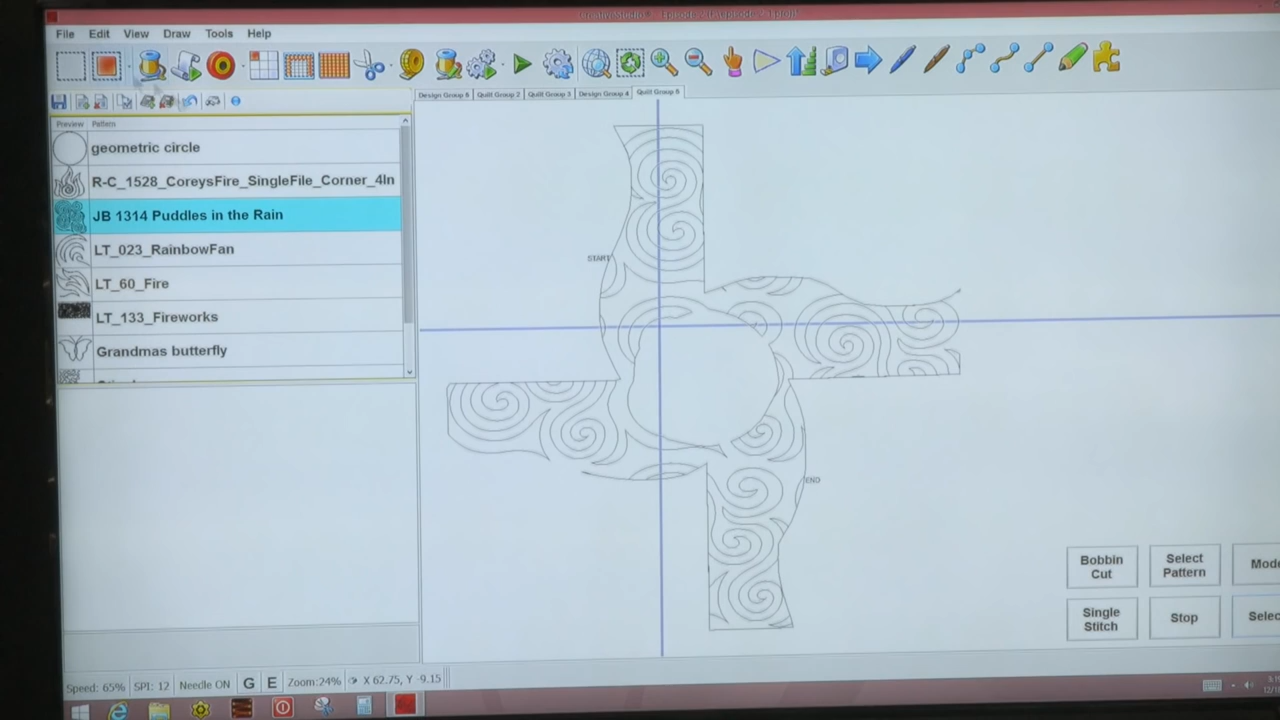 File Edit View Draw Tools Help
Design Group 6 Quilt Group 2 Quilt Group 3 Design Group 4 Quilt Group 5
Preview Pattern
geometric circle
R-C_1528_CoreysFire_SingleFile_Corner_4In
JB 1314 Puddles in the Rain
LT_023_RainbowFan
LT_60_Fire
LT_133_Fireworks
Grandmas butterfly
START
END
Bobbin Cut
Select Pattern
Mode
Single Stitch
Stop
Selec
Speed: 65% SPI: 12 Needle ON G E Zoom:24% X 62.75, Y -9.15